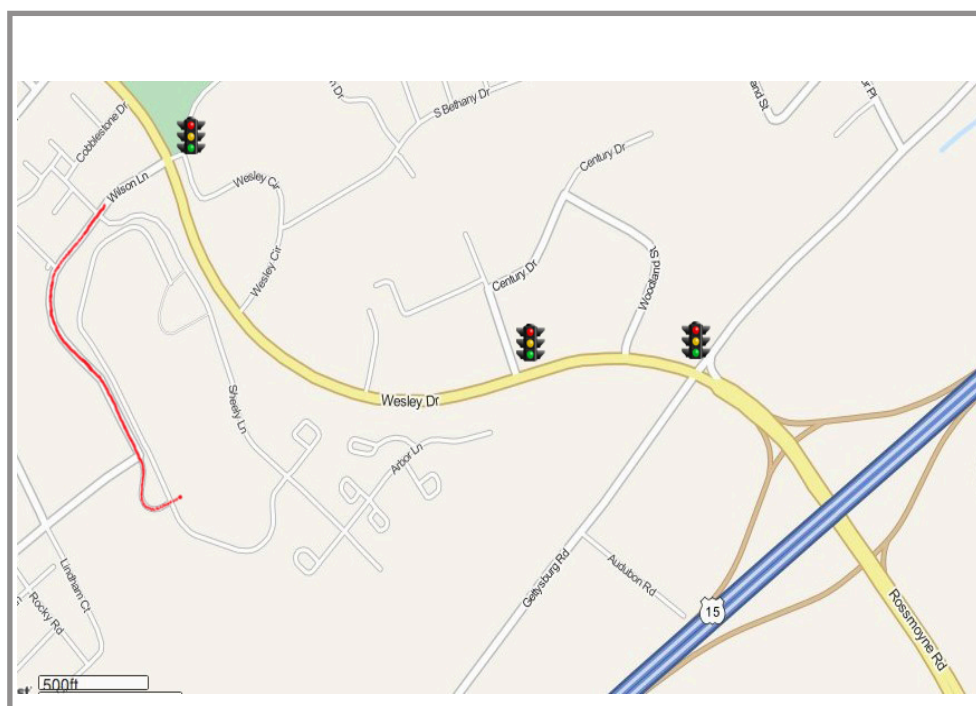 S Bethany Dr
Cobblestone Dr
Wilson Ln
Wesley Cir
Century Dr
Wesley Cir
Century Dr
Woodland St
Sheely Ln
Wesley Dr
Arbor Ln
Gettysburg Rd
Audubon Rd
Lindham Ct
Rocky Rd
15
Rossmoyne Rd
500ft